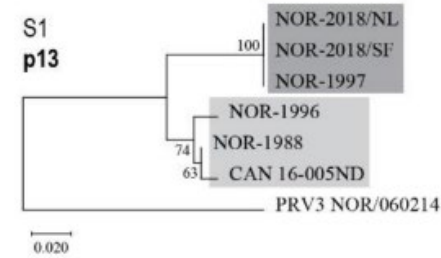 S1
p13
100
NOR-2018/NL
NOR-2018/SF
NOR-1997
NOR-1996
74
NOR-1988
63
CAN 16-005ND
PRV3 NOR/060214
0.020